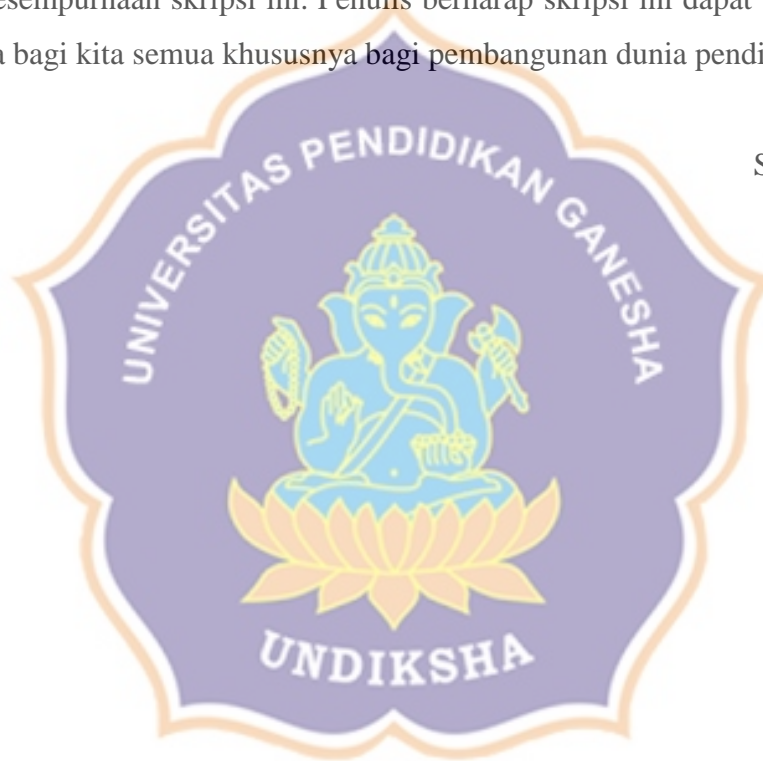 esempurnaan skripsi ini. Penulis berharap skripsi ini dapat
a bagi kita semua khususnya bagi pembangunan dunia pendi
S
UNIVERSITAS PENDIDIKAN GANESHA
UNDIKSHA